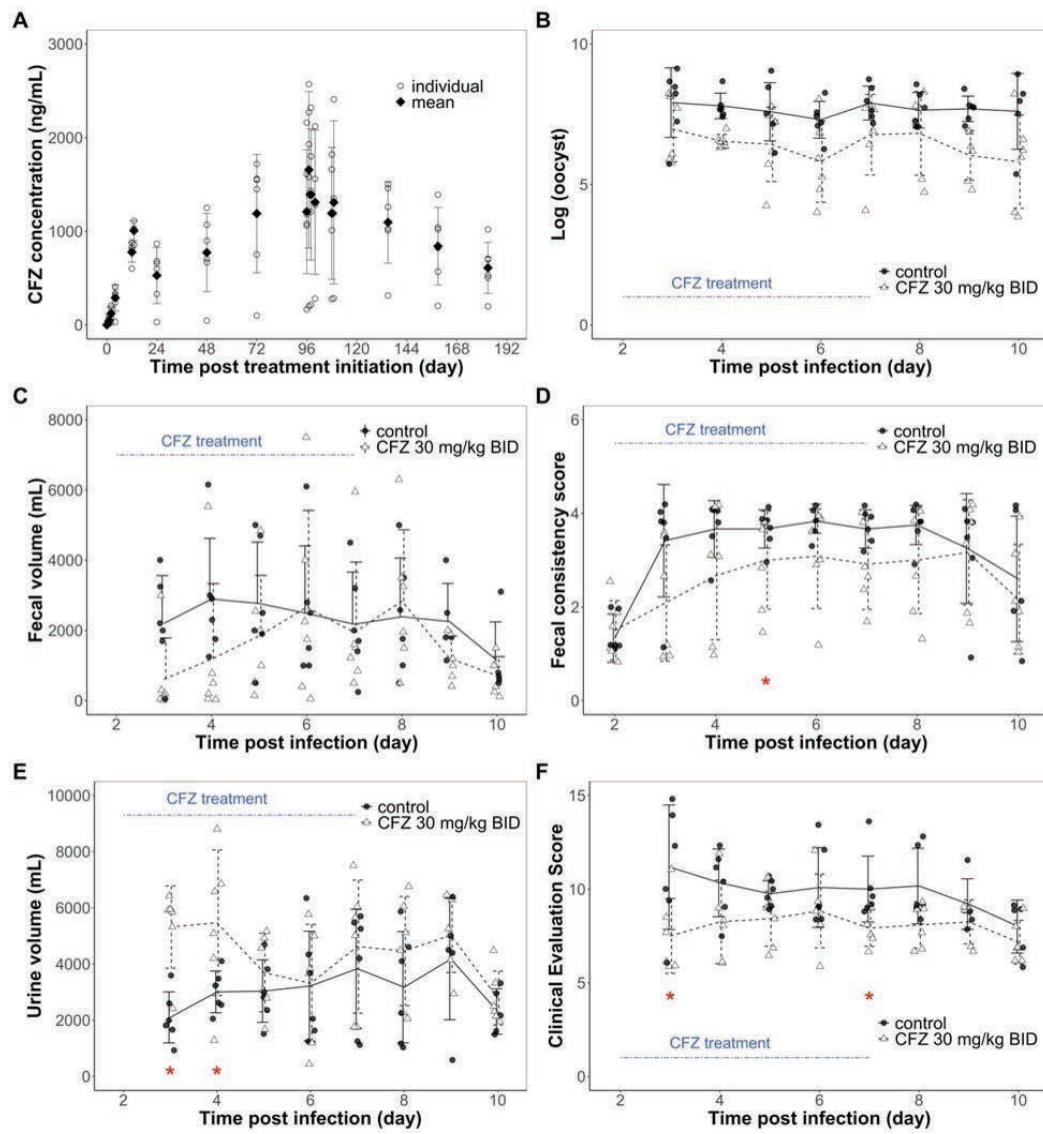 A
CFZ concentration (ng/mL)
3000
2000
1000
0
individual
mean
0 24 48 72 96 120 144 168 192
Time post treatment initiation (day)
B
Log (oocyst)
10
5
0
control
CFZ 30 mg/kg BID
CFZ treatment
2 4 6 8 10
Time post infection (day)
C
Fecal volume (mL)
8000
6000
4000
2000
0
CFZ treatment
control
CFZ 30 mg/kg BID
2 4 6 8 10
Time post infection (day)
D
Fecal consistency score
6
4
2
0
CFZ treatment
control
CFZ 30 mg/kg BID
*
2 4 6 8 10
Time post infection (day)
E
Urine volume (mL)
10000
8000
6000
4000
2000
0
CFZ treatment
control
CFZ 30 mg/kg BID
* *
2 4 6 8 10
Time post infection (day)
F
Clinical Evaluation Score
15
10
5
0
* *
control
CFZ 30 mg/kg BID
CFZ treatment
2 4 6 8 10
Time post infection (day)